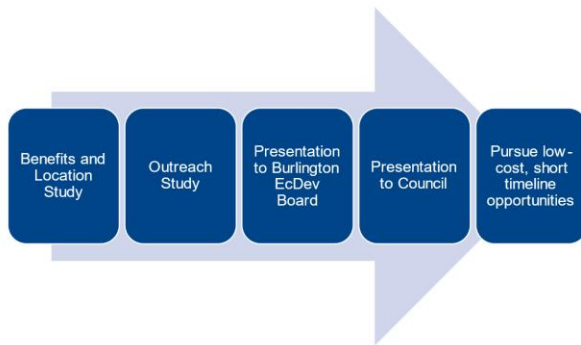 Benefits and
Location
Study
Outreach
Study
Presentation
to Burlington
EcDev
Board
Presentation
to Council
Pursue low-
cost, short
timeline
opportunities